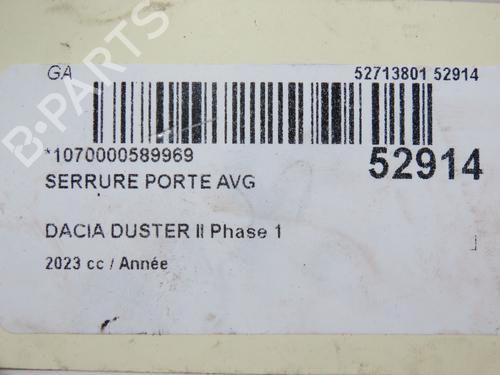 GA
52713801 52914
*1070000589969
52914
SERRURE PORTE AVG
DACIA DUSTER II Phase 1
2023 cc / Année
B-PARTS